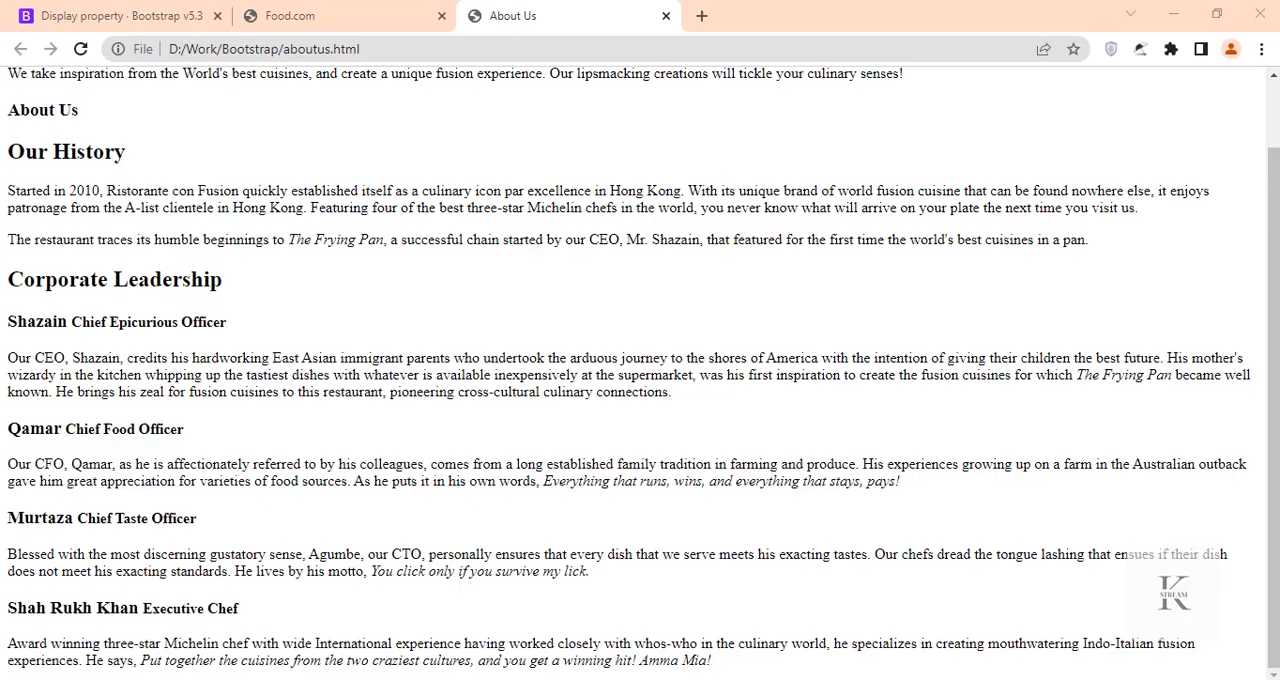 Display property · Bootstrap v5.3
Food.com
About Us
File
D:/Work/Bootstrap/aboutus.html
We take inspiration from the World's best cuisines, and create a unique fusion experience. Our lipsmacking creations will tickle your culinary senses!
About Us
Our History
Started in 2010, Ristorante con Fusion quickly established itself as a culinary icon par excellence in Hong Kong. With its unique brand of world fusion cuisine that can be found nowhere else, it enjoys
patronage from the A-list clientele in Hong Kong. Featuring four of the best three-star Michelin chefs in the world, you never know what will arrive on your plate the next time you visit us.
The restaurant traces its humble beginnings to The Frying Pan, a successful chain started by our CEO, Mr. Shazain, that featured for the first time the world's best cuisines in a pan.
Corporate Leadership
Shazain Chief Epicurious Officer
Our CEO, Shazain, credits his hardworking East Asian immigrant parents who undertook the arduous journey to the shores of America with the intention of giving their children the best future. His mother's
wizardy in the kitchen whipping up the tastiest dishes with whatever is available inexpensively at the supermarket, was his first inspiration to create the fusion cuisines for which The Frying Pan became well
known. He brings his zeal for fusion cuisines to this restaurant, pioneering cross-cultural culinary connections.
Qamar Chief Food Officer
Our CFO, Qamar, as he is affectionately referred to by his colleagues, comes from a long established family tradition in farming and produce. His experiences growing up on a farm in the Australian outback
gave him great appreciation for varieties of food sources. As he puts it in his own words, Everything that runs, wins, and everything that stays, pays!
Murtaza Chief Taste Officer
Blessed with the most discerning gustatory sense, Agumbe, our CTO, personally ensures that every dish that we serve meets his exacting tastes. Our chefs dread the tongue lashing that ensues if their dish
does not meet his exacting standards. He lives by his motto, You click only if you survive my lick.
K STREAM
Shah Rukh Khan Executive Chef
Award winning three-star Michelin chef with wide International experience having worked closely with whos-who in the culinary world, he specializes in creating mouthwatering Indo-Italian fusion
experiences. He says, Put together the cuisines from the two craziest cultures, and you get a winning hit! Amma Mia!